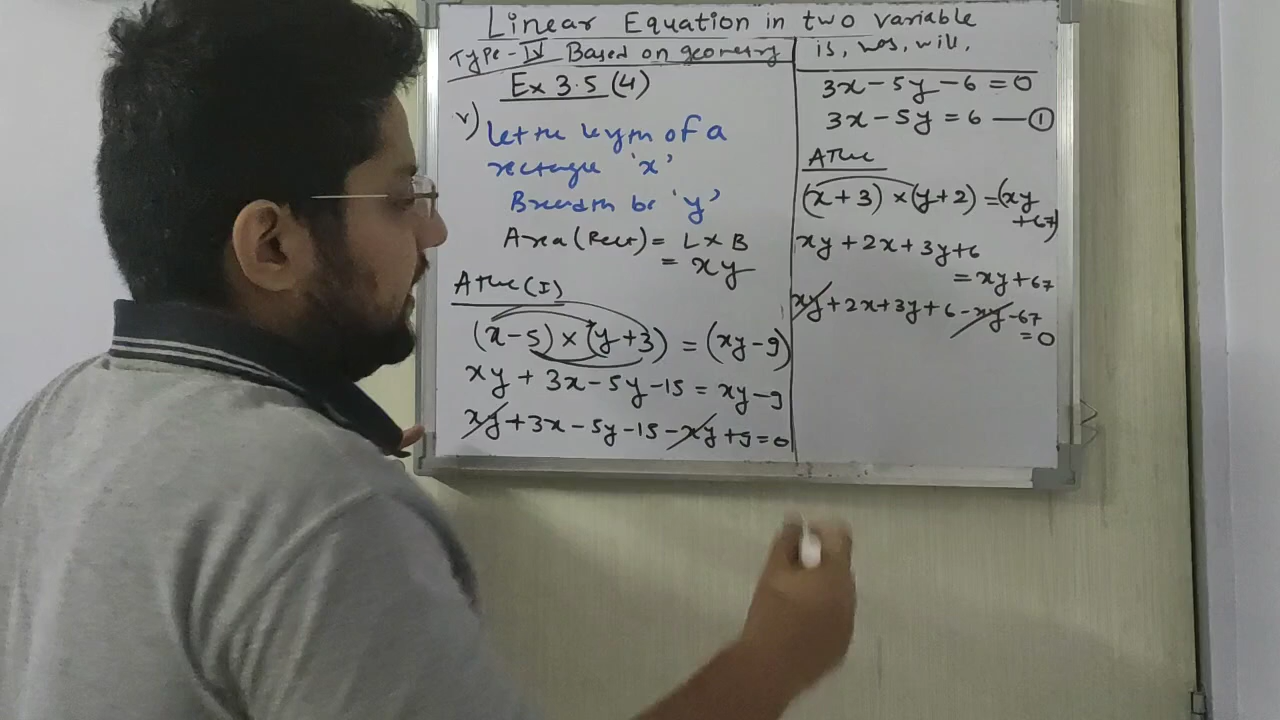 Linear Equation in two variable
Type-IV Based on geometry
Ex 3.5 (4)
v) Let the length of a
rectangle 'x'
Breadth be 'y'
Area (Rect) = L × B
= xy
AThe (I)
(x-5) × (y+3) = (xy-9)
xy + 3x - 5y - 15 = xy - 9
xy + 3x - 5y - 15 - xy + 9 = 0
is, was, will,
3x - 5y - 6 = 0
3x - 5y = 6 — ①
(x+3) × (y+2) = (xy
+67)
xy + 2x + 3y + 6
= xy + 67
xy + 2x + 3y + 6 - xy - 67
= 0